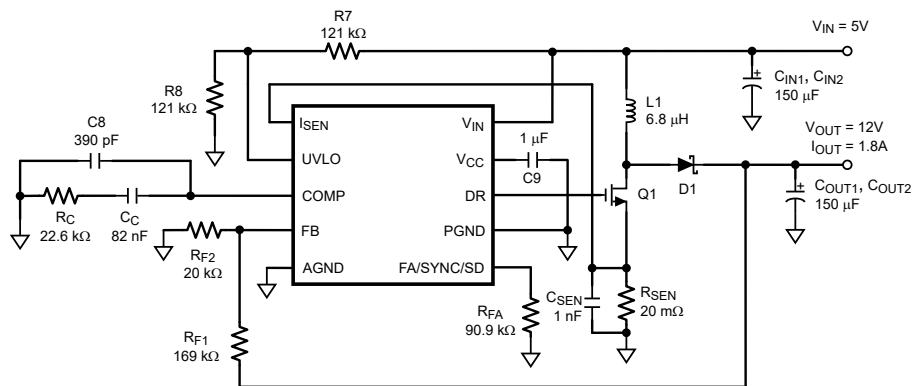 R7
121 kΩ
V_IN = 5V
R8
121 kΩ
C_IN1, C_IN2
150 μF
L1
6.8 μH
C8
390 pF
I_SEN
V_IN
1 μF
V_OUT = 12V
I_OUT = 1.8A
UVLO
V_CC
C9
D1
COMP
DR
Q1
C_OUT1, C_OUT2
150 μF
R_C
22.6 kΩ
C_C
82 nF
FB
PGND
R_F2
20 kΩ
AGND
FA/SYNC/SD
C_SEN
1 nF
R_SEN
20 mΩ
R_FA
90.9 kΩ
R_F1
169 kΩ